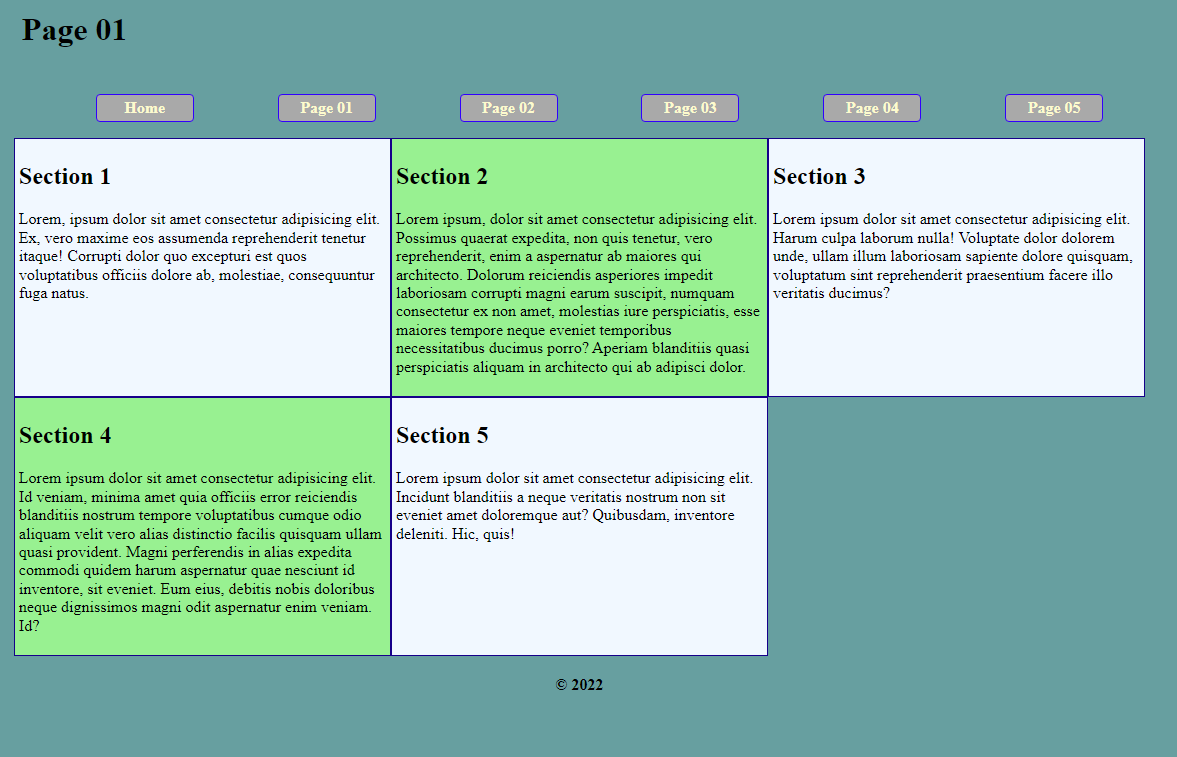 Page 01
Home
Page 01
Page 02
Page 03
Page 04
Page 05
Section 1
Lorem, ipsum dolor sit amet consectetur adipisicing elit.
Ex, vero maxime eos assumenda reprehenderit tenetur
itaque! Corrupti dolor quo excepturi est quos
voluptatibus officiis dolore ab, molestiae, consequuntur
fuga natus.
Section 2
Lorem ipsum, dolor sit amet consectetur adipisicing elit.
Possimus quaerat expedita, non quis tenetur, vero
reprehenderit, enim a aspernatur ab maiores qui
architecto. Dolorum reiciendis asperiores impedit
laboriosam corrupti magni earum suscipit, numquam
consectetur ex non amet, molestias iure perspiciatis, esse
maiores tempore neque eveniet temporibus
necessitatibus ducimus porro? Aperiam blanditiis quasi
perspiciatis aliquam in architecto qui ab adipisci dolor.
Section 3
Lorem ipsum dolor sit amet consectetur adipisicing elit.
Harum culpa laborum nulla! Voluptate dolor dolorem
unde, ullam illum laboriosam sapiente dolore quisquam,
voluptatum sint reprehenderit praesentium facere illo
veritatis ducimus?
Section 4
Lorem ipsum dolor sit amet consectetur adipisicing elit.
Id veniam, minima amet quia officiis error reiciendis
blanditiis nostrum tempore voluptatibus cumque odio
aliquam velit vero alias distinctio facilis quisquam ullam
quasi provident. Magni perferendis in alias expedita
commodi quidem harum aspernatur quae nesciunt id
inventore, sit eveniet. Eum eius, debitis nobis doloribus
neque dignissimos magni odit aspernatur enim veniam.
Id?
Section 5
Lorem ipsum dolor sit amet consectetur adipisicing elit.
Incidunt blanditiis a neque veritatis nostrum non sit
eveniet amet doloremque aut? Quibusdam, inventore
deleniti. Hic, quis!
© 2022